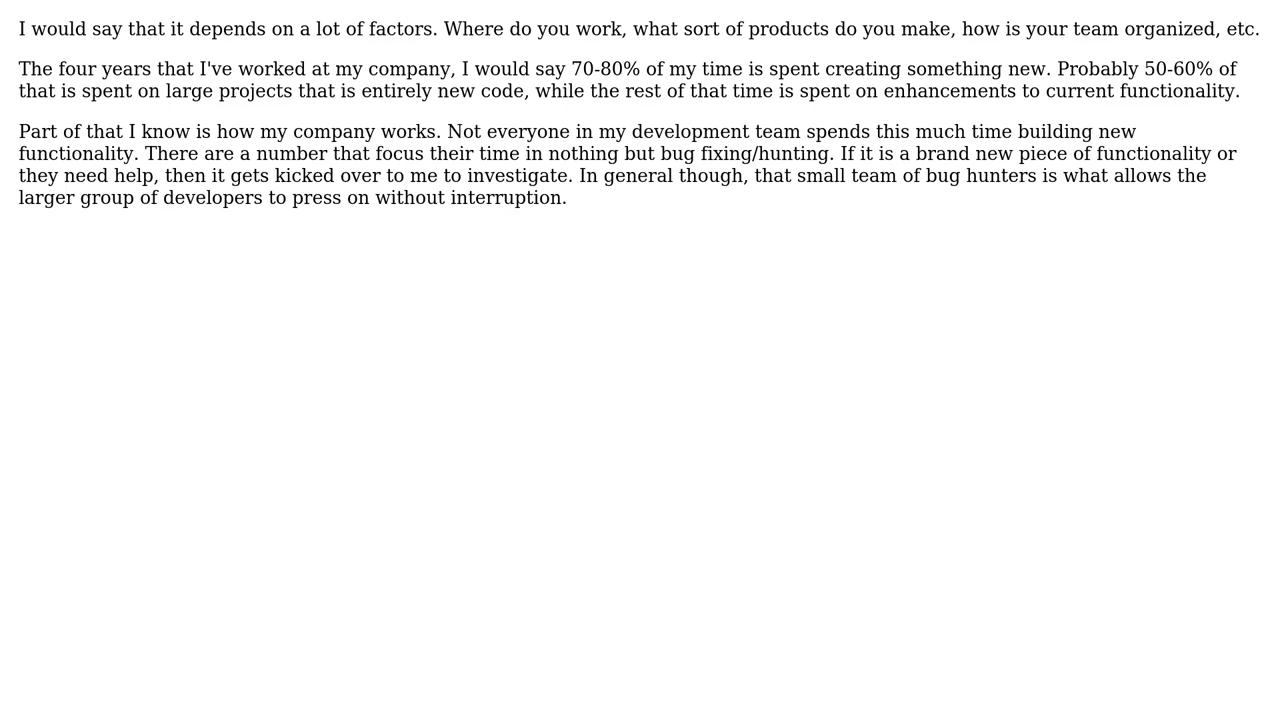 I would say that it depends on a lot of factors. Where do you work, what sort of products do you make, how is your team organized, etc.
The four years that I've worked at my company, I would say 70-80% of my time is spent creating something new. Probably 50-60% of
that is spent on large projects that is entirely new code, while the rest of that time is spent on enhancements to current functionality.
Part of that I know is how my company works. Not everyone in my development team spends this much time building new
functionality. There are a number that focus their time in nothing but bug fixing/hunting. If it is a brand new piece of functionality or
they need help, then it gets kicked over to me to investigate. In general though, that small team of bug hunters is what allows the
larger group of developers to press on without interruption.